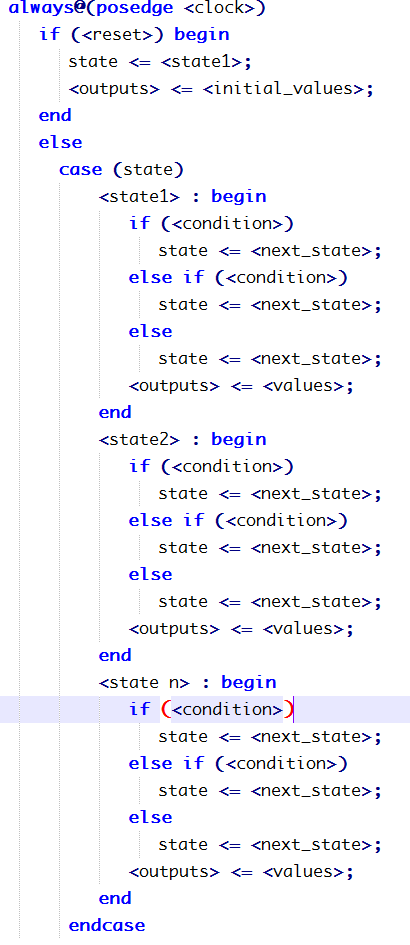 always@(posedge <clock>)
if (<reset>) begin
state <= <state1>;
<outputs> <= <initial_values>;
end
else
case (state)
<state1> : begin
if (<condition>)
state <= <next_state>;
else if (<condition>)
state <= <next_state>;
else
state <= <next_state>;
<outputs> <= <values>;
end
<state2> : begin
if (<condition>)
state <= <next_state>;
else if (<condition>)
state <= <next_state>;
else
state <= <next_state>;
<outputs> <= <values>;
end
<state n> : begin
if (<condition>)
state <= <next_state>;
else if (<condition>)
state <= <next_state>;
else
state <= <next_state>;
<outputs> <= <values>;
end
endcase